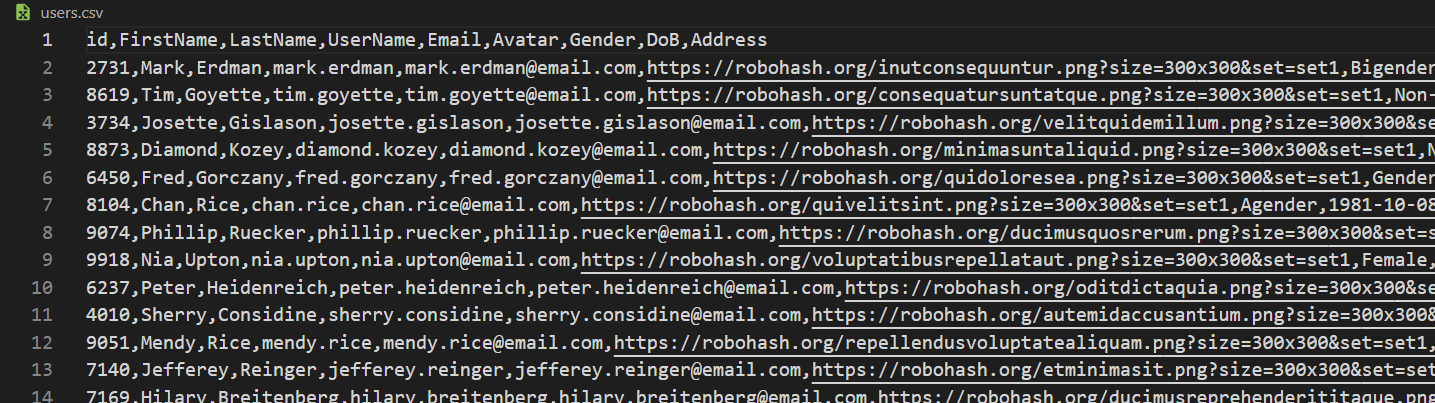 users.csv
1 id,FirstName,LastName,UserName,Email,Avatar,Gender,DoB,Address
2 2731,Mark,Erdman,mark.erdman,mark.erdman@email.com,https://robohash.org/inutconsequuntur.png?size=300x300&set=set1,Bigender
3 8619,Tim,Goyette,tim.goyette,tim.goyette@email.com,https://robohash.org/consequatursuntatque.png?size=300x300&set=set1,Non-
4 3734,Josette,Gislason,josette.gislason,josette.gislason@email.com,https://robohash.org/velitquidemillum.png?size=300x300&se
5 8873,Diamond,Kozey,diamond.kozey,diamond.kozey@email.com,https://robohash.org/minimasuntaliquid.png?size=300x300&set=set1,N
6 6450,Fred,Gorczany,fred.gorczany,fred.gorczany@email.com,https://robohash.org/quidoloresea.png?size=300x300&set=set1,Gender
7 8104,Chan,Rice,chan.rice,chan.rice@email.com,https://robohash.org/quivelitsint.png?size=300x300&set=set1,Agender,1981-10-08
8 9074,Phillip,Ruecker,phillip.ruecker,phillip.ruecker@email.com,https://robohash.org/ducimusquosrerum.png?size=300x300&set=s
9 9918,Nia,Upton,nia.upton,nia.upton@email.com,https://robohash.org/voluptatibusrepellataut.png?size=300x300&set=set1,Female,
10 6237,Peter,Heidenreich,peter.heidenreich,peter.heidenreich@email.com,https://robohash.org/oditdictaquia.png?size=300x300&se
11 4010,Sherry,Considine,sherry.considine,sherry.considine@email.com,https://robohash.org/autemidaccusantium.png?size=300x300&
12 9051,Mendy,Rice,mendy.rice,mendy.rice@email.com,https://robohash.org/repellendusvoluptatealiquam.png?size=300x300&set=set1,
13 7140,Jefferey,Reinger,jefferey.reinger,jefferey.reinger@email.com,https://robohash.org/etminimasit.png?size=300x300&set=set
14 7169,Hilary,Breitenberg,hilary.breitenberg,hilary.breitenberg@email.com,https://robohash.org/ducimusreprehenderititaque.png